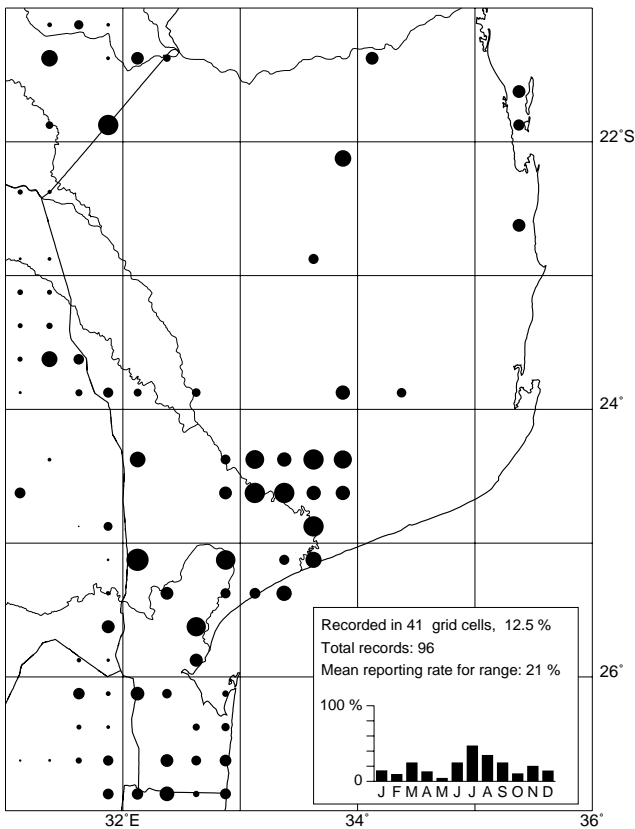 22°S
24°
Recorded in 41 grid cells, 12.5 %
Total records: 96
Mean reporting rate for range: 21 %
26°
100 %
0
J F M A M J J A S O N D
32°E 34° 36°